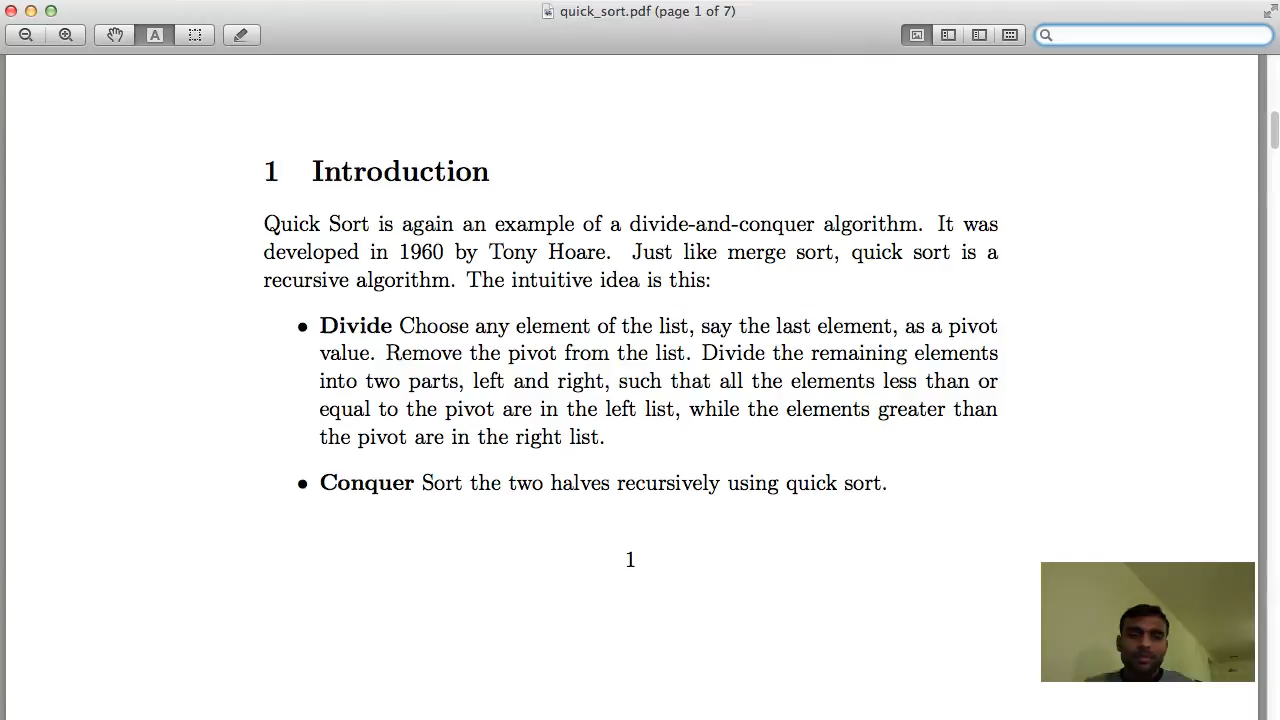 quick_sort.pdf (page 1 of 7)
A
1 Introduction
Quick Sort is again an example of a divide-and-conquer algorithm. It was
developed in 1960 by Tony Hoare. Just like merge sort, quick sort is a
recursive algorithm. The intuitive idea is this:
• Divide Choose any element of the list, say the last element, as a pivot
value. Remove the pivot from the list. Divide the remaining elements
into two parts, left and right, such that all the elements less than or
equal to the pivot are in the left list, while the elements greater than
the pivot are in the right list.
• Conquer Sort the two halves recursively using quick sort.
1